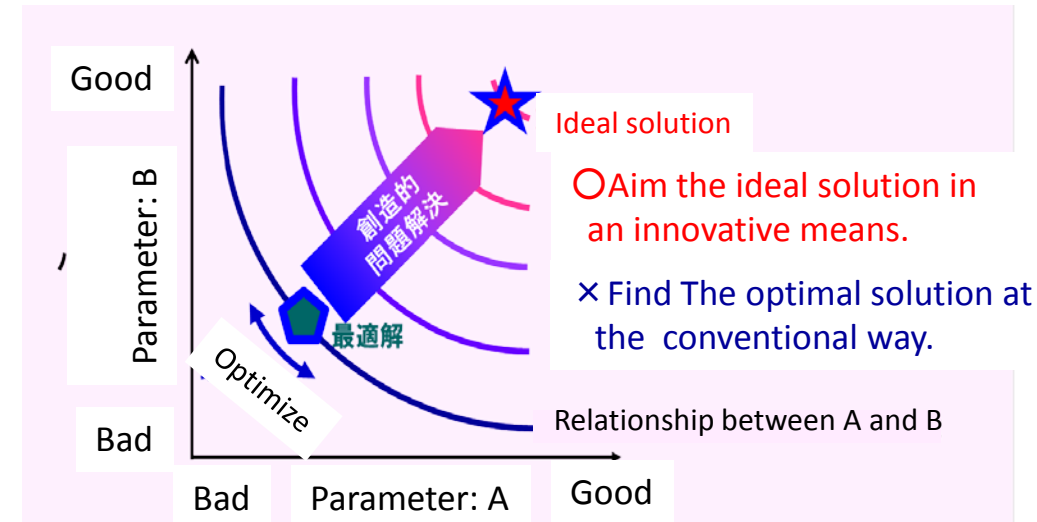 Good
Parameter: B
Bad
Bad
Parameter: A
Good
Optimize
最適解
創造的
問題解決
Ideal solution
〇Aim the ideal solution in
an innovative means.
×Find The optimal solution at
the conventional way.
Relationship between A and B